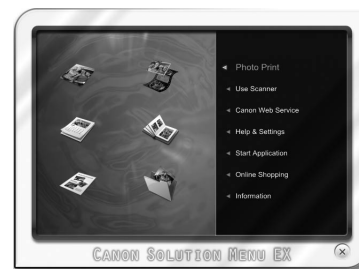 Photo Print
Use Scanner
Canon Web Service
Help & Settings
Start Application
Online Shopping
Information
Canon Solution Menu EX